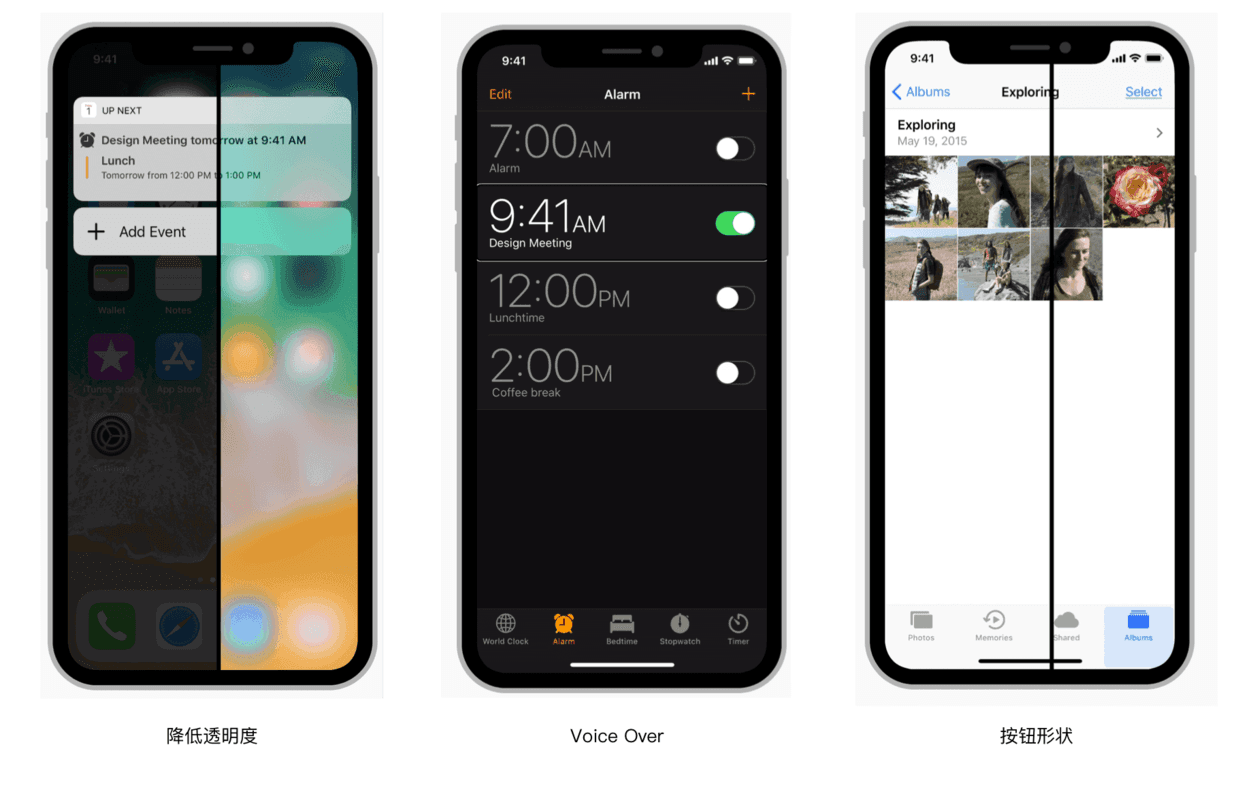 9:41
1 UP NEXT
Design Meeting tomorrow at 9:41 AM
Lunch
Tomorrow from 12:00 PM to 1:00 PM
Add Event
Wallet
Notes
iTunes Store
App Store
Settings
降低透明度
9:41
Edit
Alarm
7:00AM
Alarm
9:41AM
Design Meeting
12:00PM
Lunchtime
2:00PM
Coffee break
World Clock
Alarm
Bedtime
Stopwatch
Timer
Voice Over
9:41
Albums
Exploring
Select
Exploring
May 19, 2015
Photos
Memories
Shared
Albums
按钮形状